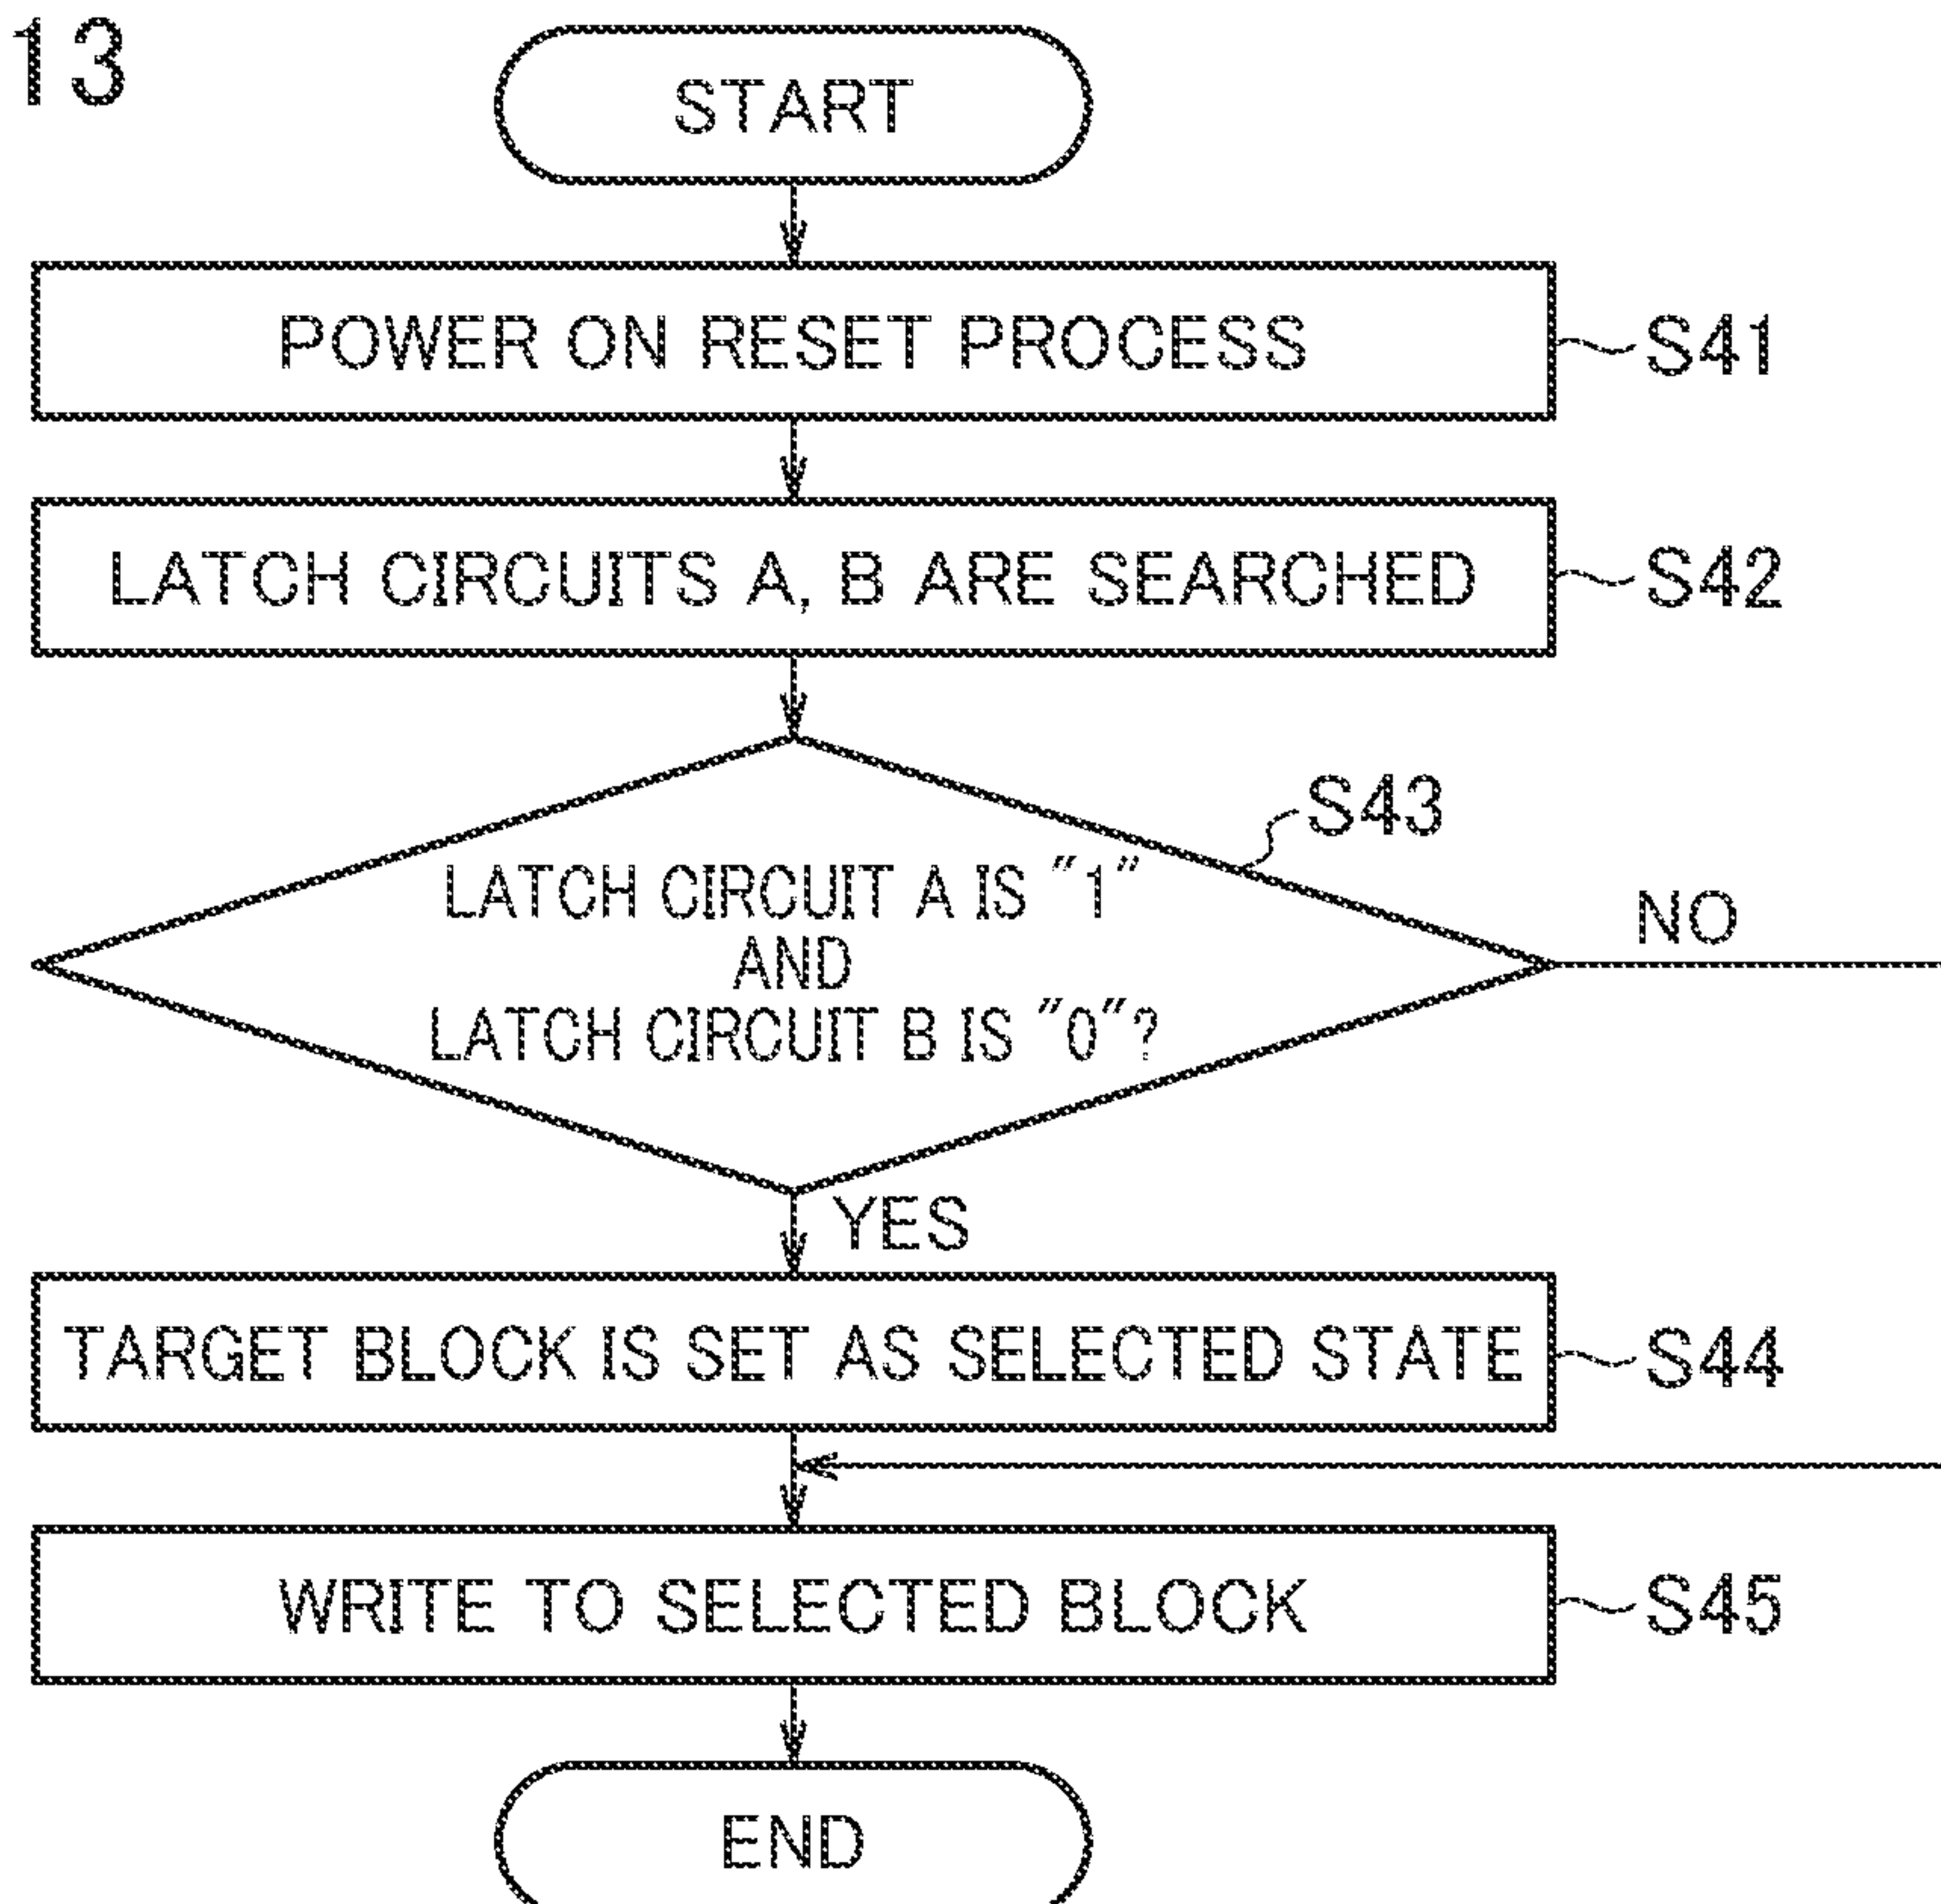 13
START
POWER ON RESET PROCESS
S41
LATCH CIRCUITS A, B ARE SEARCHED
S42
S43
LATCH CIRCUIT A IS "1"
AND
LATCH CIRCUIT B IS "0"?
NO
YES
TARGET BLOCK IS SET AS SELECTED STATE
S44
WRITE TO SELECTED BLOCK
S45
END